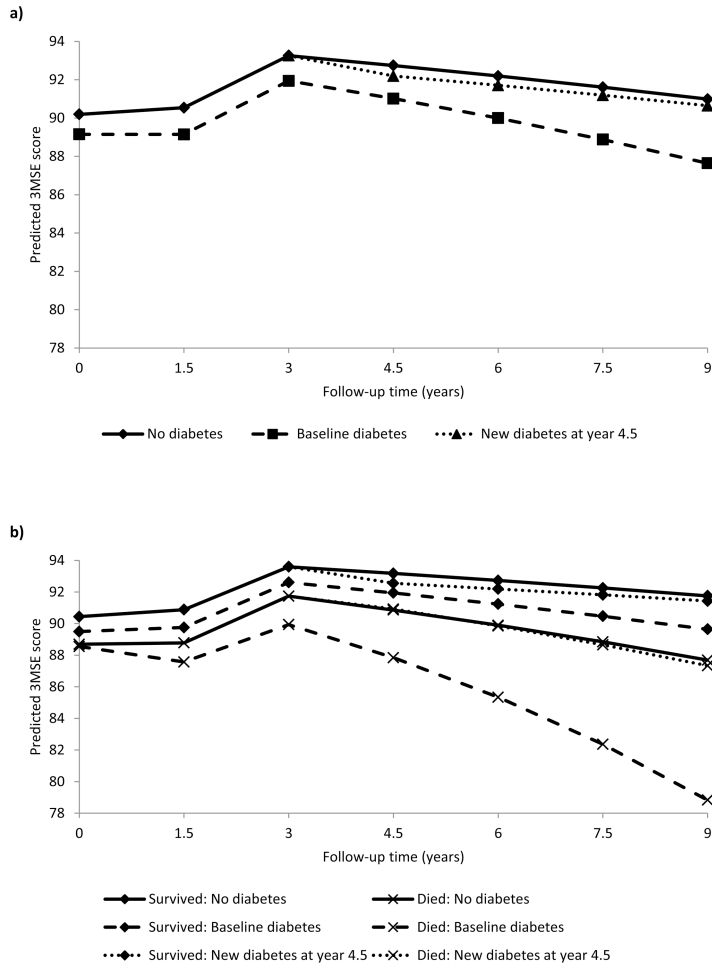 a)
94
92
90
88
86
84
82
80
78
Predicted 3MSE score
0 1.5 3 4.5 6 7.5 9
Follow-up time (years)
No diabetes Baseline diabetes New diabetes at year 4.5
b)
94
92
90
88
86
84
82
80
78
Predicted 3MSE score
0 1.5 3 4.5 6 7.5 9
Follow-up time (years)
Survived: No diabetes Died: No diabetes
Survived: Baseline diabetes Died: Baseline diabetes
Survived: New diabetes at year 4.5 Died: New diabetes at year 4.5